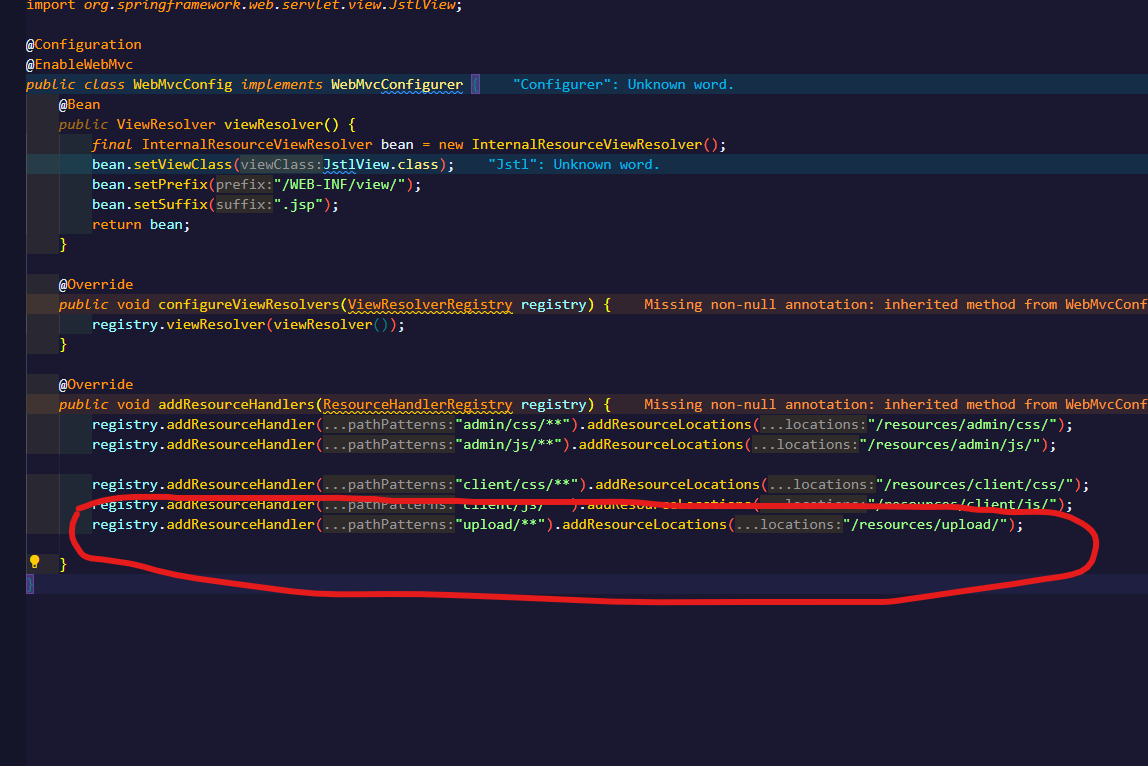 import org.springframework.web.servlet.view.JstlView;
@Configuration
@EnableWebMvc
public class WebMvcConfig implements WebMvcConfigurer { "Configurer": Unknown word.
@Bean
public ViewResolver viewResolver() {
final InternalResourceViewResolver bean = new InternalResourceViewResolver();
bean.setViewClass(viewClass:JstlView.class); "Jstl": Unknown word.
bean.setPrefix(prefix:"/WEB-INF/view/");
bean.setSuffix(suffix:".jsp");
return bean;
}
@Override
public void configureViewResolvers(ViewResolverRegistry registry) { Missing non-null annotation: inherited method from WebMvcConf
registry.viewResolver(viewResolver());
}
@Override
public void addResourceHandlers(ResourceHandlerRegistry registry) { Missing non-null annotation: inherited method from WebMvcConf
registry.addResourceHandler(...pathPatterns:"admin/css/**").addResourceLocations(...locations:"/resources/admin/css/");
registry.addResourceHandler(...pathPatterns:"admin/js/**").addResourceLocations(...locations:"/resources/admin/js/");
registry.addResourceHandler(...pathPatterns:"client/css/**").addResourceLocations(...locations:"/resources/client/css/");
registry.addResourceHandler(...pathPatterns:"client/js/**").addResourceLocations(...locations:"/resources/client/js/");
registry.addResourceHandler(...pathPatterns:"upload/**").addResourceLocations(...locations:"/resources/upload/");
}
}